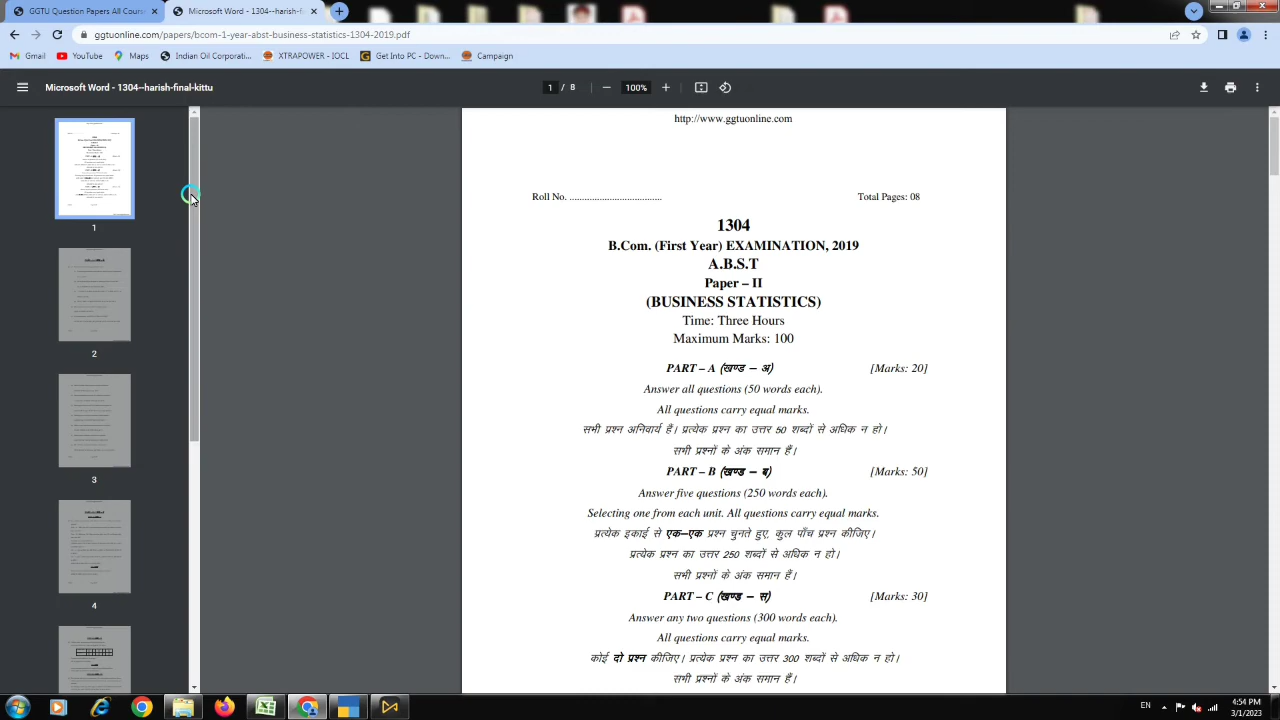 GGTU Question Papers All Course
Microsoft Word - 1304--harish-f
ggtuonline.com/papers/bcom-1-year-abst-business-statistics-1304-2019.pdf
Gmail YouTube Maps Indian Oil Corporati... XTRAPOWER - IOCL Get Into PC - Down... Campaign
Microsoft Word - 1304--harish-final-kittu
1 / 8 100%
1
2
3
4
http://www.ggtuonline.com
Roll No. .................................... Total Pages: 08
1304
B.Com. (First Year) EXAMINATION, 2019
A.B.S.T
Paper – II
(BUSINESS STATISTICS)
Time: Three Hours
Maximum Marks: 100
PART – A (खण्ड – अ) [Marks: 20]
Answer all questions (50 words each).
All questions carry equal marks.
सभी प्रश्न अनिवार्य हैं। प्रत्येक प्रश्न का उत्तर 50 शब्दों से अधिक न हो।
सभी प्रश्नों के अंक समान हैं।
PART – B (खण्ड – ब) [Marks: 50]
Answer five questions (250 words each).
Selecting one from each unit. All questions carry equal marks.
प्रत्येक इकाई से एक–एक प्रश्न चुनते हुए, कुल पाँच प्रश्न कीजिए।
प्रत्येक प्रश्न का उत्तर 250 शब्दों से अधिक न हो।
सभी प्रश्नों के अंक समान हैं।
PART – C (खण्ड – स) [Marks: 30]
Answer any two questions (300 words each).
All questions carry equal marks.
कोई दो प्रश्न कीजिए। प्रत्येक प्रश्न का उत्तर 300 शब्दों से अधिक न हो।
सभी प्रश्नों के अंक समान हैं।
EN 4:54 PM
3/1/2023